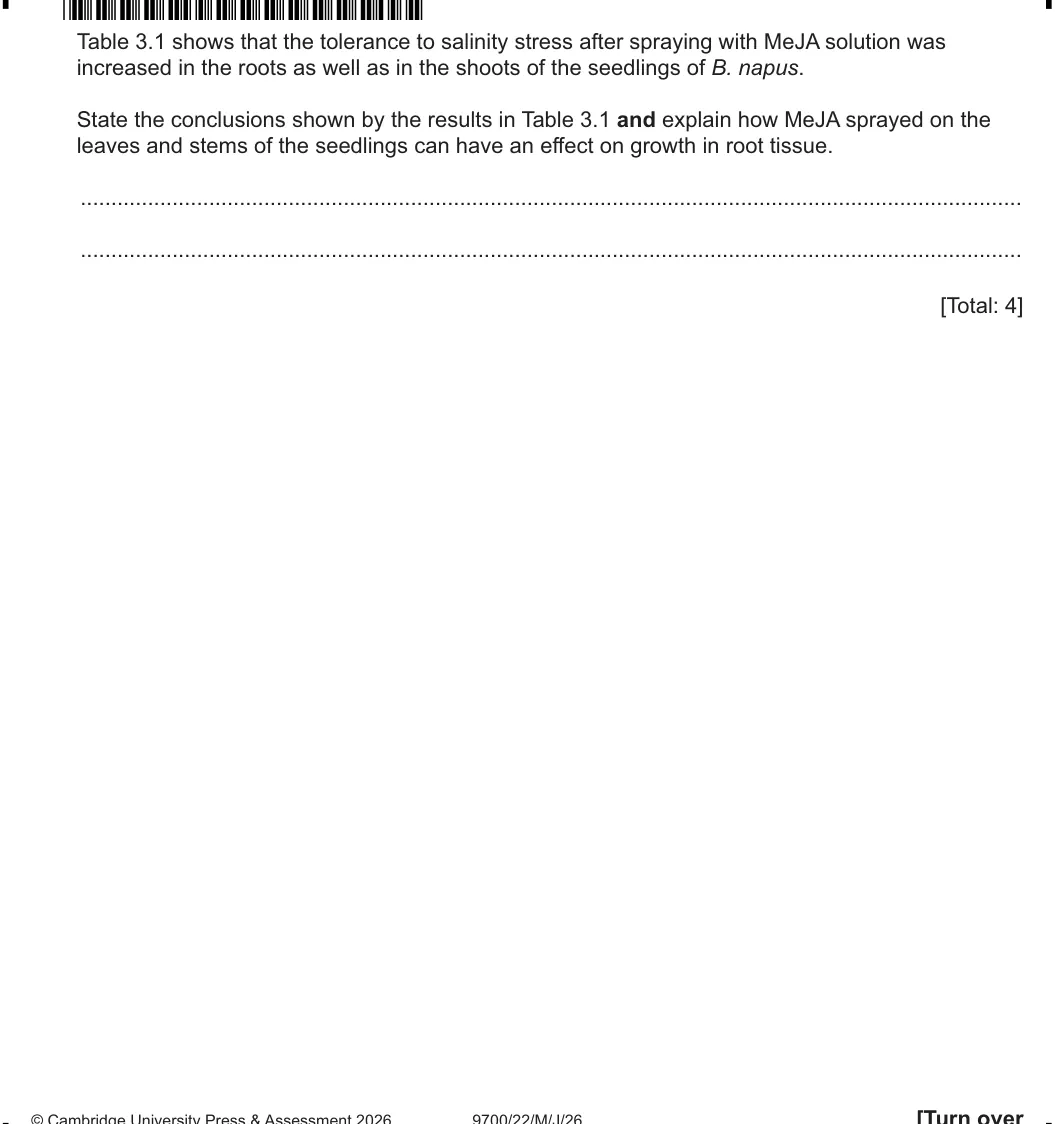 Table 3.1 shows that the tolerance to salinity stress after spraying with MeJA solution was
increased in the roots as well as in the shoots of the seedlings of B. napus.
State the conclusions shown by the results in Table 3.1 and explain how MeJA sprayed on the
leaves and stems of the seedlings can have an effect on growth in root tissue.
[Total: 4]
© Cambridge University Press & Assessment 2026 9700/22/M/J/26 [Turn over